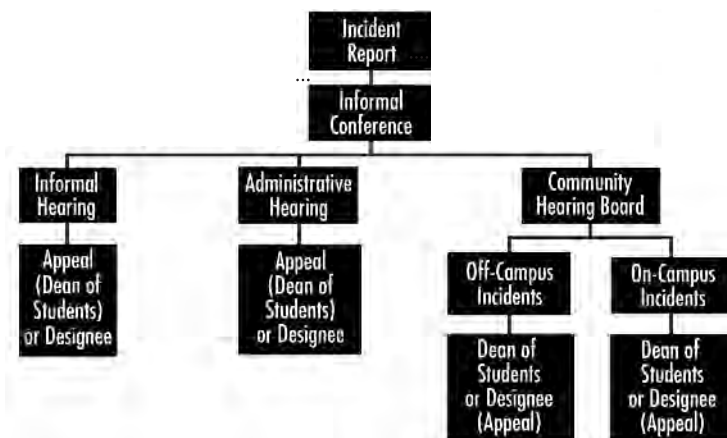 Incident
Report
Informal
Conference
Informal
Hearing
Administrative
Hearing
Community
Hearing Board
Appeal
(Dean of
Students)
or Designee
Appeal
(Dean of
Students)
or Designee
Off-Campus
Incidents
On-Campus
Incidents
Dean of
Students
or Designee
(Appeal)
Dean of
Students
or Designee
(Appeal)